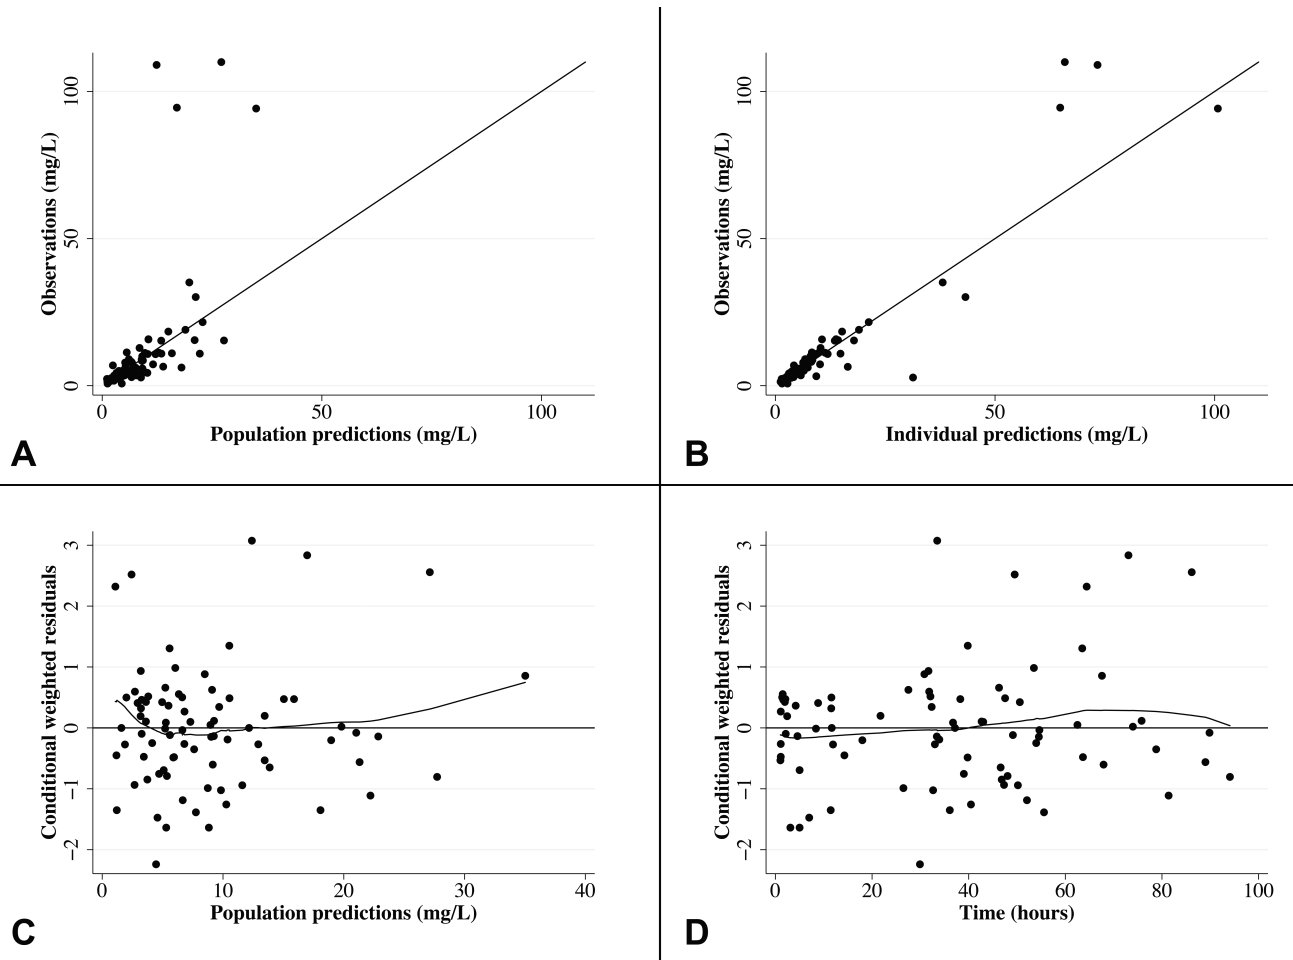 100
50
0
Observations (mg/L)
0 50 100
Population predictions (mg/L)
A
100
50
0
Observations (mg/L)
0 50 100
Individual predictions (mg/L)
B
3
2
1
0
−1
−2
Conditional weighted residuals
0 10 20 30 40
Population predictions (mg/L)
C
3
2
1
0
−1
−2
Conditional weighted residuals
0 20 40 60 80 100
Time (hours)
D